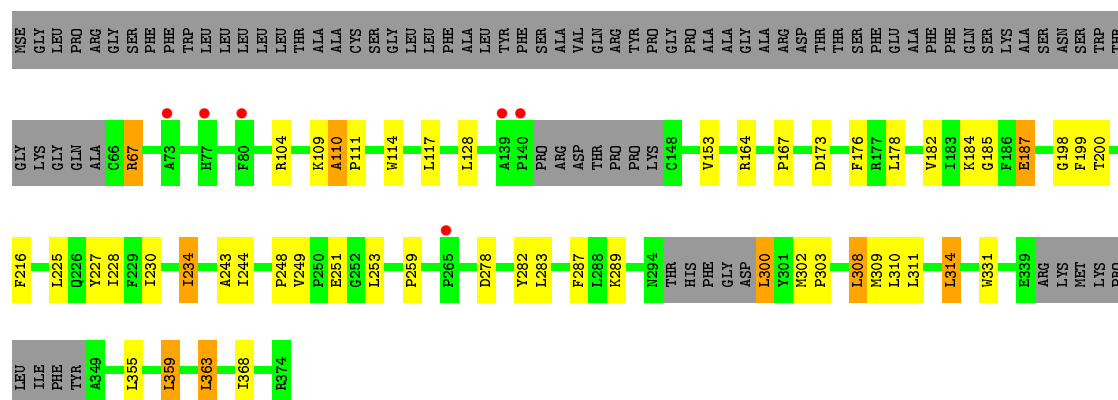 MSE GLY LEU PRO ARG GLY SER PHE PHE TRP LEU LEU LEU LEU LEU THR ALA ALA CYS SER GLY LEU LEU PHE ALA LEU TYR PHE SER ALA VAL GLN ARG TYR PRO GLY PRO ALA ALA GLY ALA ARG ASP THR THR SER PHE GLU ALA PHE PHE GLN SER LYS ALA SER ASN SER TRP THR
GLY LYS GLY GLN ALA C66 R67 A73 H77 F80 R104 K109 A110 P111 W114 L117 L128 A139 P140 PRO ARG ASP THR PRO PRO LYS C148 V153 R164 P167 D173 F176 R177 L178 V182 I183 K184 G185 F186 E187 G198 F199 T200
F216 L225 Q226 Y227 I228 F229 I230 I234 A243 I244 P248 V249 P250 E251 G252 L253 P259 P265 D278 Y282 L283 F287 L288 K289 N294 THR HIS PHE GLY ASP L300 Y301 M302 P303 L308 M309 L310 L311 L314 W331 E339 ARG LYS MET LYS PRO
LEU ILE PHE TYR A349 L355 L359 L363 I368 R374